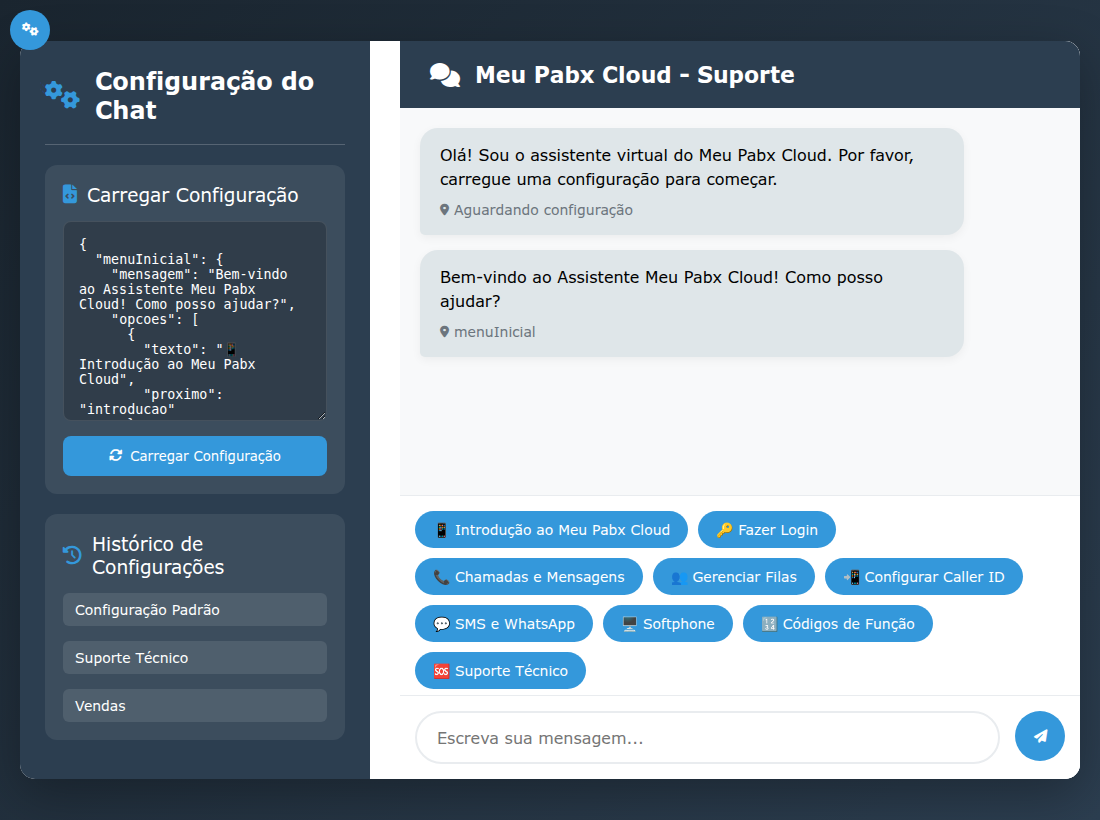 Configuração do
Chat
Carregar Configuração
{
"menuInicial": {
"mensagem": "Bem-vindo
ao Assistente Meu Pabx
Cloud! Como posso ajudar?",
"opcoes": [
{
"texto": "📱
Introdução ao Meu Pabx
Cloud",
"proximo":
"introducao"
Carregar Configuração
Histórico de
Configurações
Configuração Padrão
Suporte Técnico
Vendas
Meu Pabx Cloud - Suporte
Olá! Sou o assistente virtual do Meu Pabx Cloud. Por favor,
carregue uma configuração para começar.
Aguardando configuração
Bem-vindo ao Assistente Meu Pabx Cloud! Como posso
ajudar?
menuInicial
📱 Introdução ao Meu Pabx Cloud
🔑 Fazer Login
📞 Chamadas e Mensagens
👥 Gerenciar Filas
📲 Configurar Caller ID
💬 SMS e WhatsApp
🖥️ Softphone
🔢 Códigos de Função
🆘 Suporte Técnico
Escreva sua mensagem...